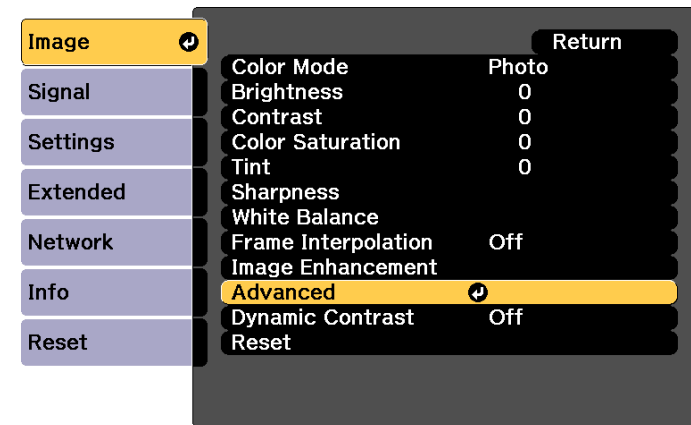 Image
Signal
Settings
Extended
Network
Info
Reset
Return
Color Mode Photo
Brightness 0
Contrast 0
Color Saturation 0
Tint 0
Sharpness
White Balance
Frame Interpolation Off
Image Enhancement
Advanced
Dynamic Contrast Off
Reset